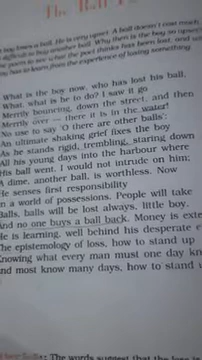 The Ball
boy loses a ball. He is very upset. A ball doesn't cost much
difficult to buy another ball. Why then is the boy so upset?
poem to see what the poet thinks has been lost, and
has to learn from the experience of losing something.
What is the boy now, who has lost his ball,
What, what is he to do? I saw it go
Merrily bouncing, down the street, and then
Merrily over — there it is in the water!
No use to say 'O there are other balls':
An ultimate shaking grief fixes the boy
As he stands rigid, trembling, staring down
All his young days into the harbour where
His ball went. I would not intrude on him;
A dime, another ball, is worthless. Now
He senses first responsibility
In a world of possessions. People will take
Balls, balls will be lost always, little boy.
And no one buys a ball back. Money is exte
He is learning, well behind his desperate e
The epistemology of loss, how to stand up
Knowing what every man must one day kn
and most know many days, how to stand u
: The words suggest that the